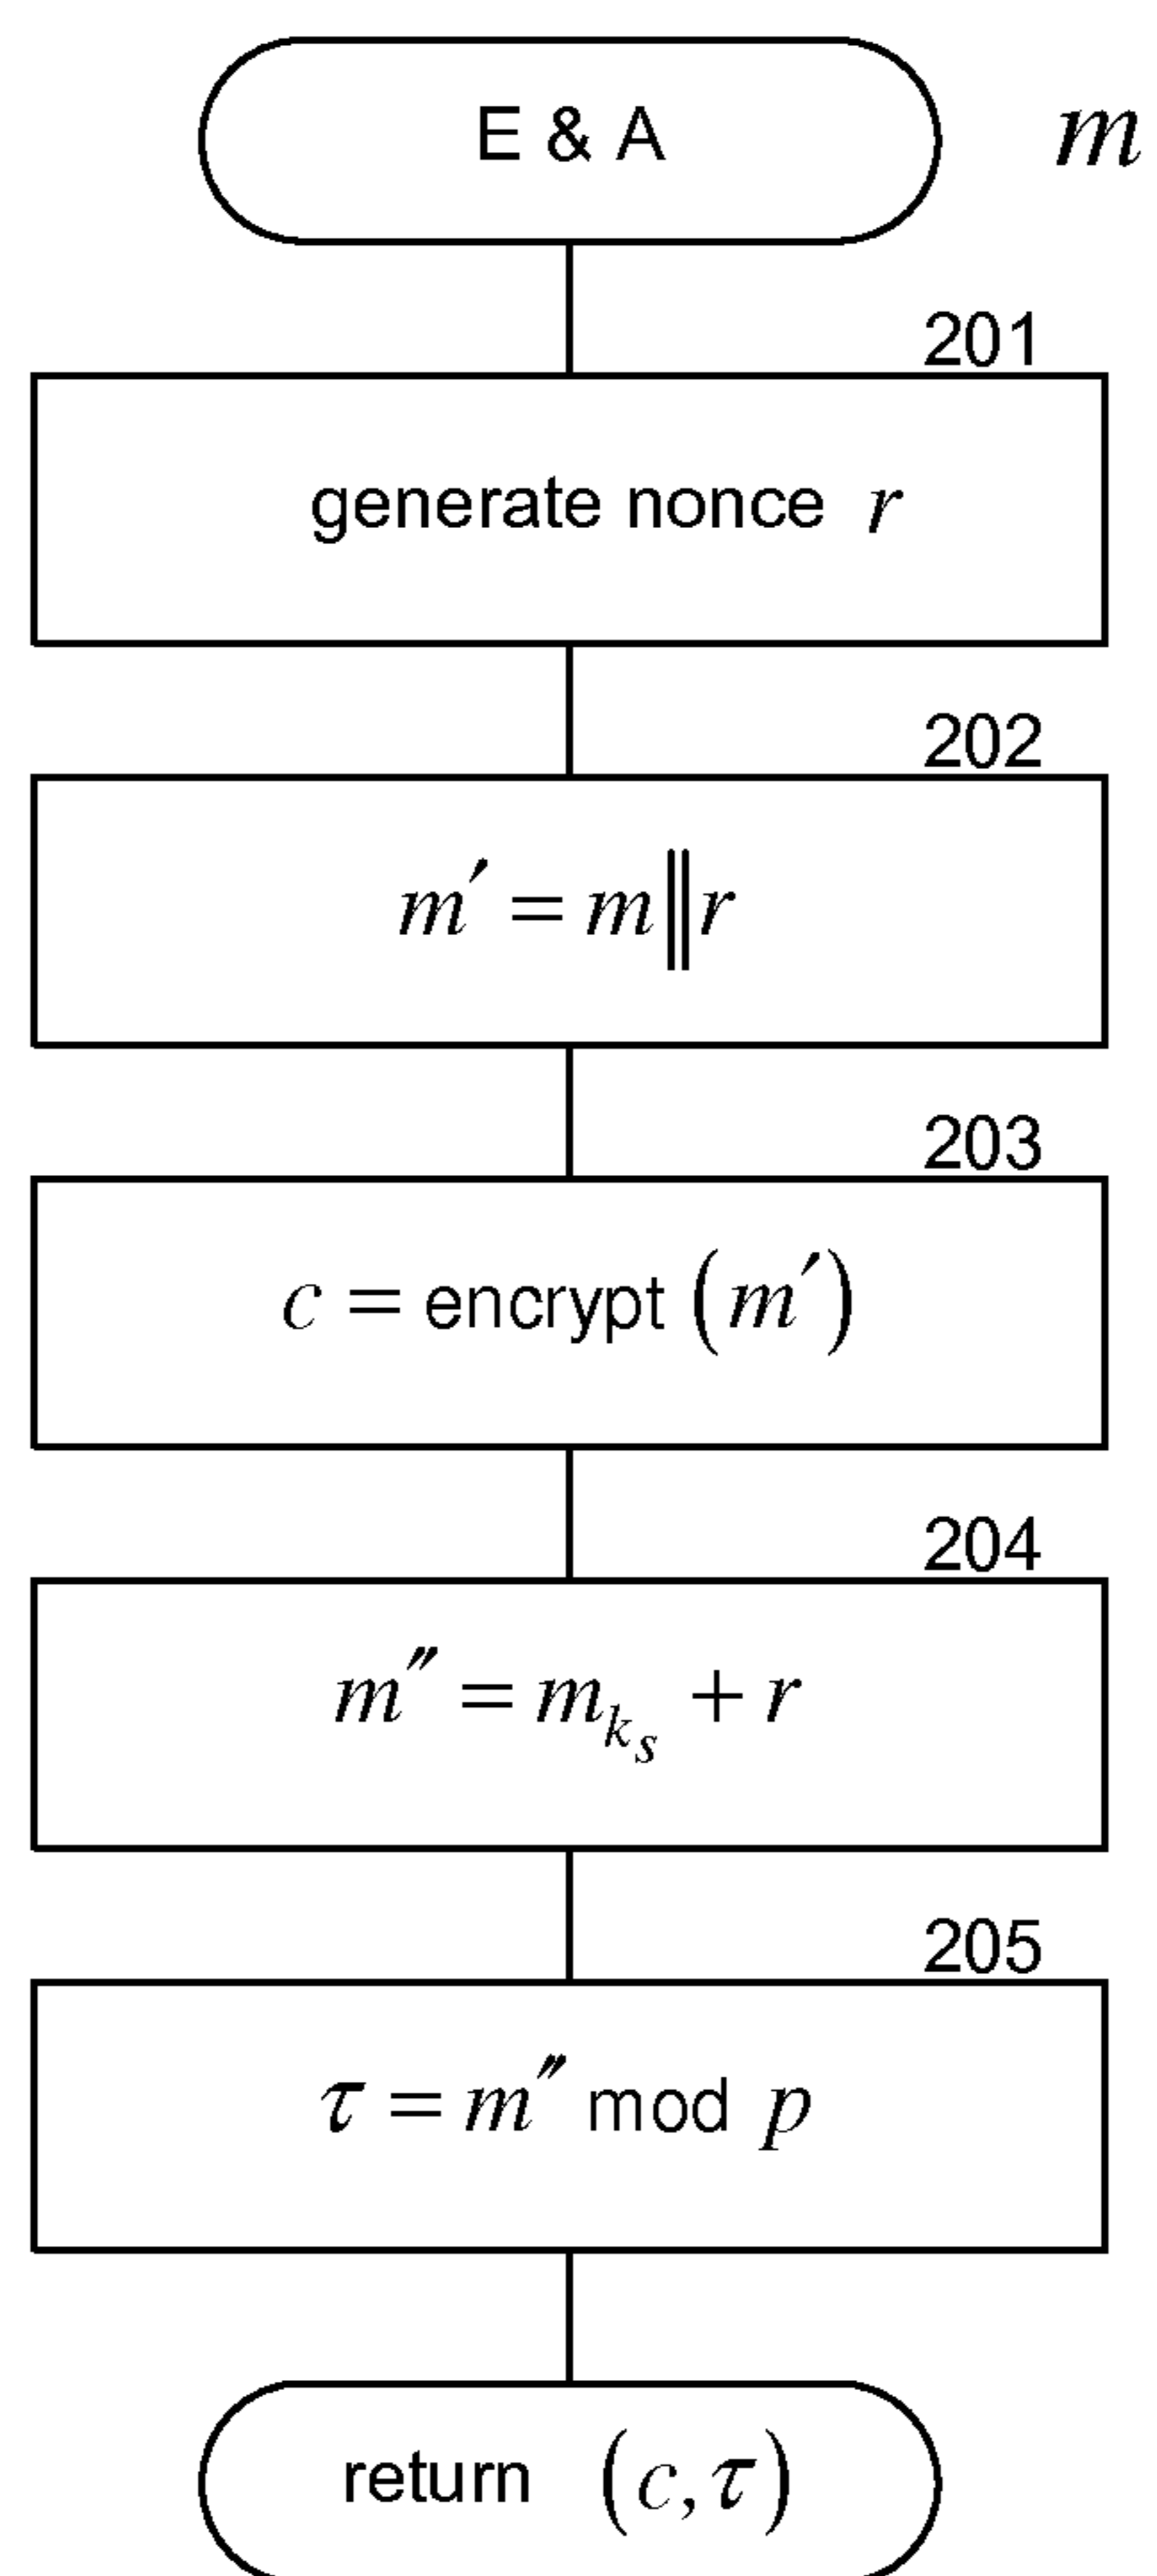 E & A
m
201
generate nonce r
202
m′ = m‖r
203
c = encrypt (m′)
204
m″ = m_{k_s} + r
205
τ = m″ mod p
return (c,τ)